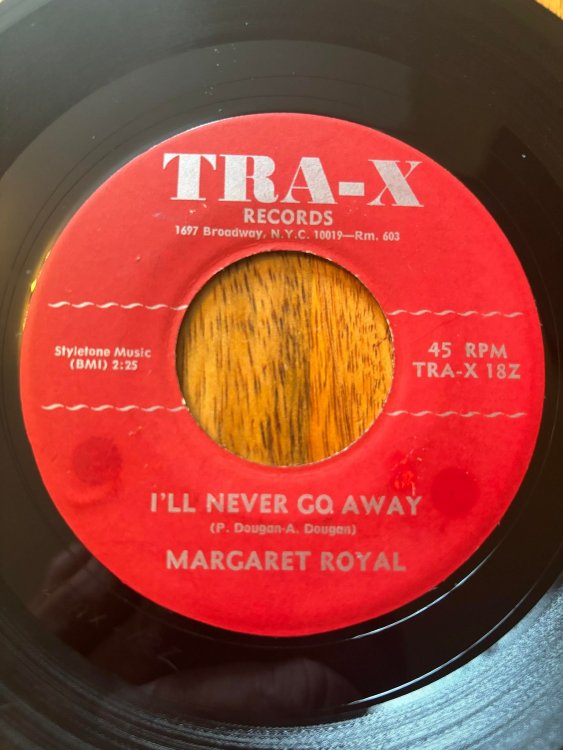 TRA-X
RECORDS
1697 Broadway, N.Y.C. 10019—Rm. 603
Styletone Music
(BMI) 2:25
45 RPM
TRA-X 18Z
I'LL NEVER GO AWAY
(P. Dougan-A. Dougan)
MARGARET ROYAL